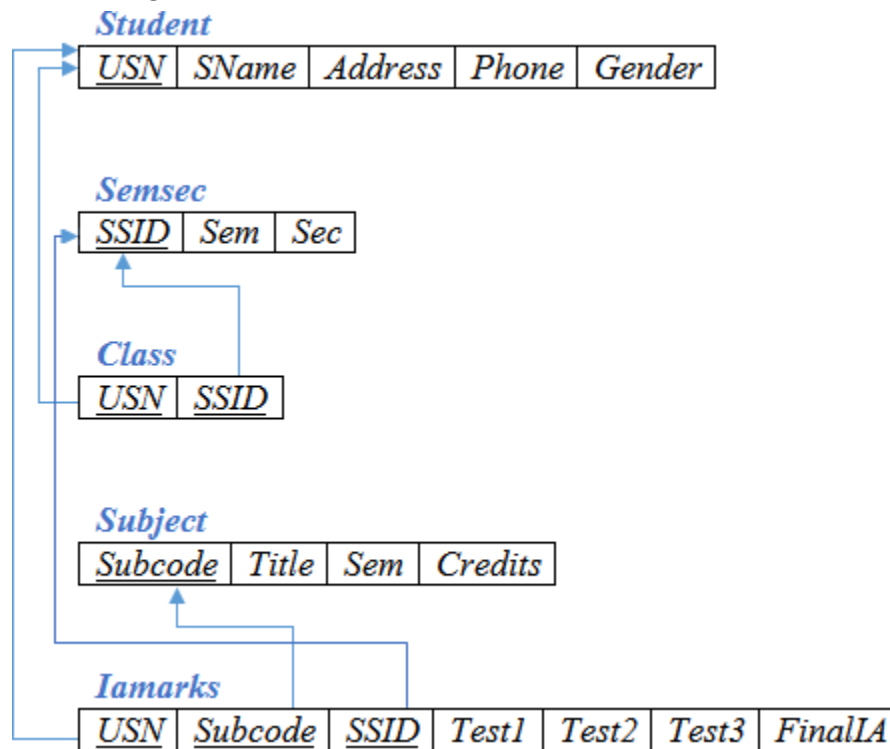 Student
USN SName Address Phone Gender
Semsec
SSID Sem Sec
Class
USN SSID
Subject
Subcode Title Sem Credits
Iamarks
USN Subcode SSID Test1 Test2 Test3 FinalIA